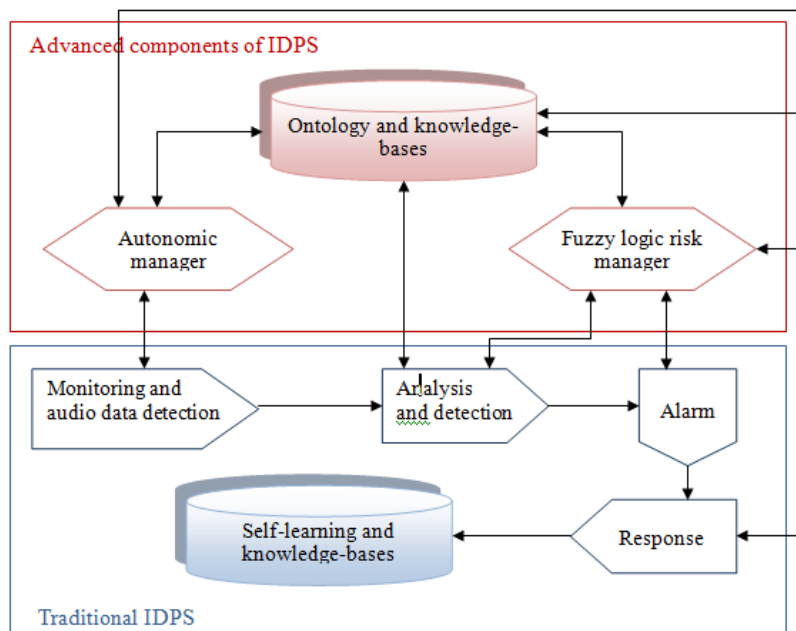 Advanced components of IDPS
Ontology and knowledge-
bases
Autonomic
manager
Fuzzy logic risk
manager
Monitoring and
audio data detection
Analysis
and detection
Alarm
Self-learning and
knowledge-bases
Response
Traditional IDPS